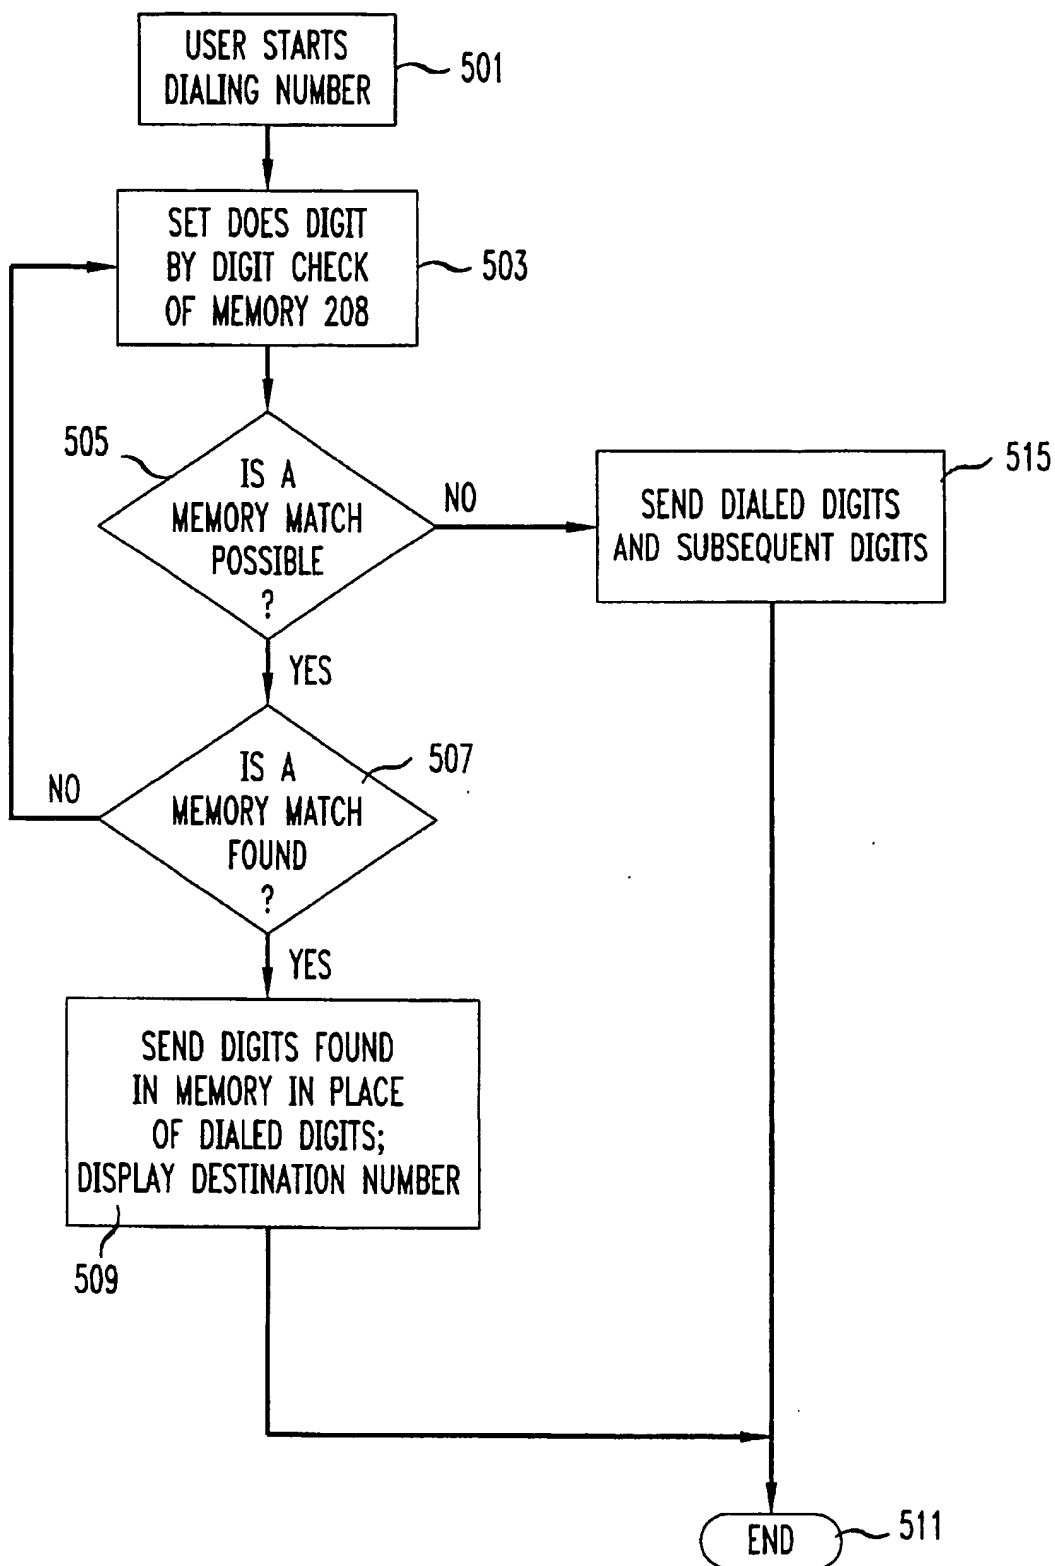 USER STARTS
DIALING NUMBER
501
SET DOES DIGIT
BY DIGIT CHECK
OF MEMORY 208
503
505
IS A
MEMORY MATCH
POSSIBLE
?
NO
515
SEND DIALED DIGITS
AND SUBSEQUENT DIGITS
YES
507
IS A
MEMORY MATCH
FOUND
?
NO
YES
SEND DIGITS FOUND
IN MEMORY IN PLACE
OF DIALED DIGITS;
DISPLAY DESTINATION NUMBER
509
END
511